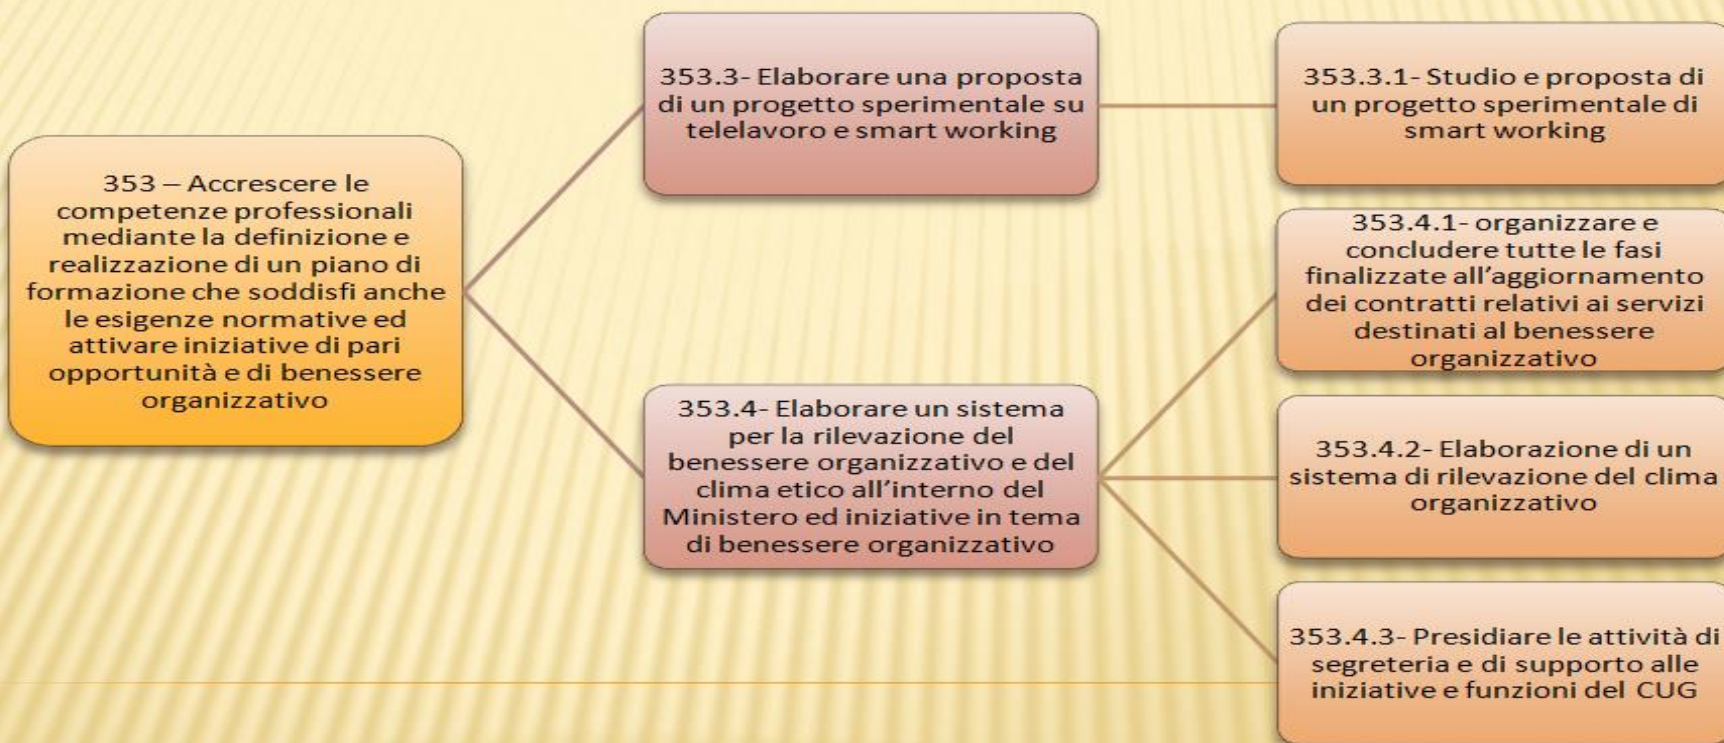 353 – Accrescere le
competenze professionali
mediante la definizione e
realizzazione di un piano di
formazione che soddisfi anche
le esigenze normative ed
attivare iniziative di pari
opportunità e di benessere
organizzativo
353.3- Elaborare una proposta
di un progetto sperimentale su
telelavoro e smart working
353.3.1- Studio e proposta di
un progetto sperimentale di
smart working
353.4- Elaborare un sistema
per la rilevazione del
benessere organizzativo e del
clima etico all’interno del
Ministero ed iniziative in tema
di benessere organizzativo
353.4.1- organizzare e
concludere tutte le fasi
finalizzate all’aggiornamento
dei contratti relativi ai servizi
destinati al benessere
organizzativo
353.4.2- Elaborazione di un
sistema di rilevazione del clima
organizzativo
353.4.3- Presidiare le attività di
segreteria e di supporto alle
iniziative e funzioni del CUG